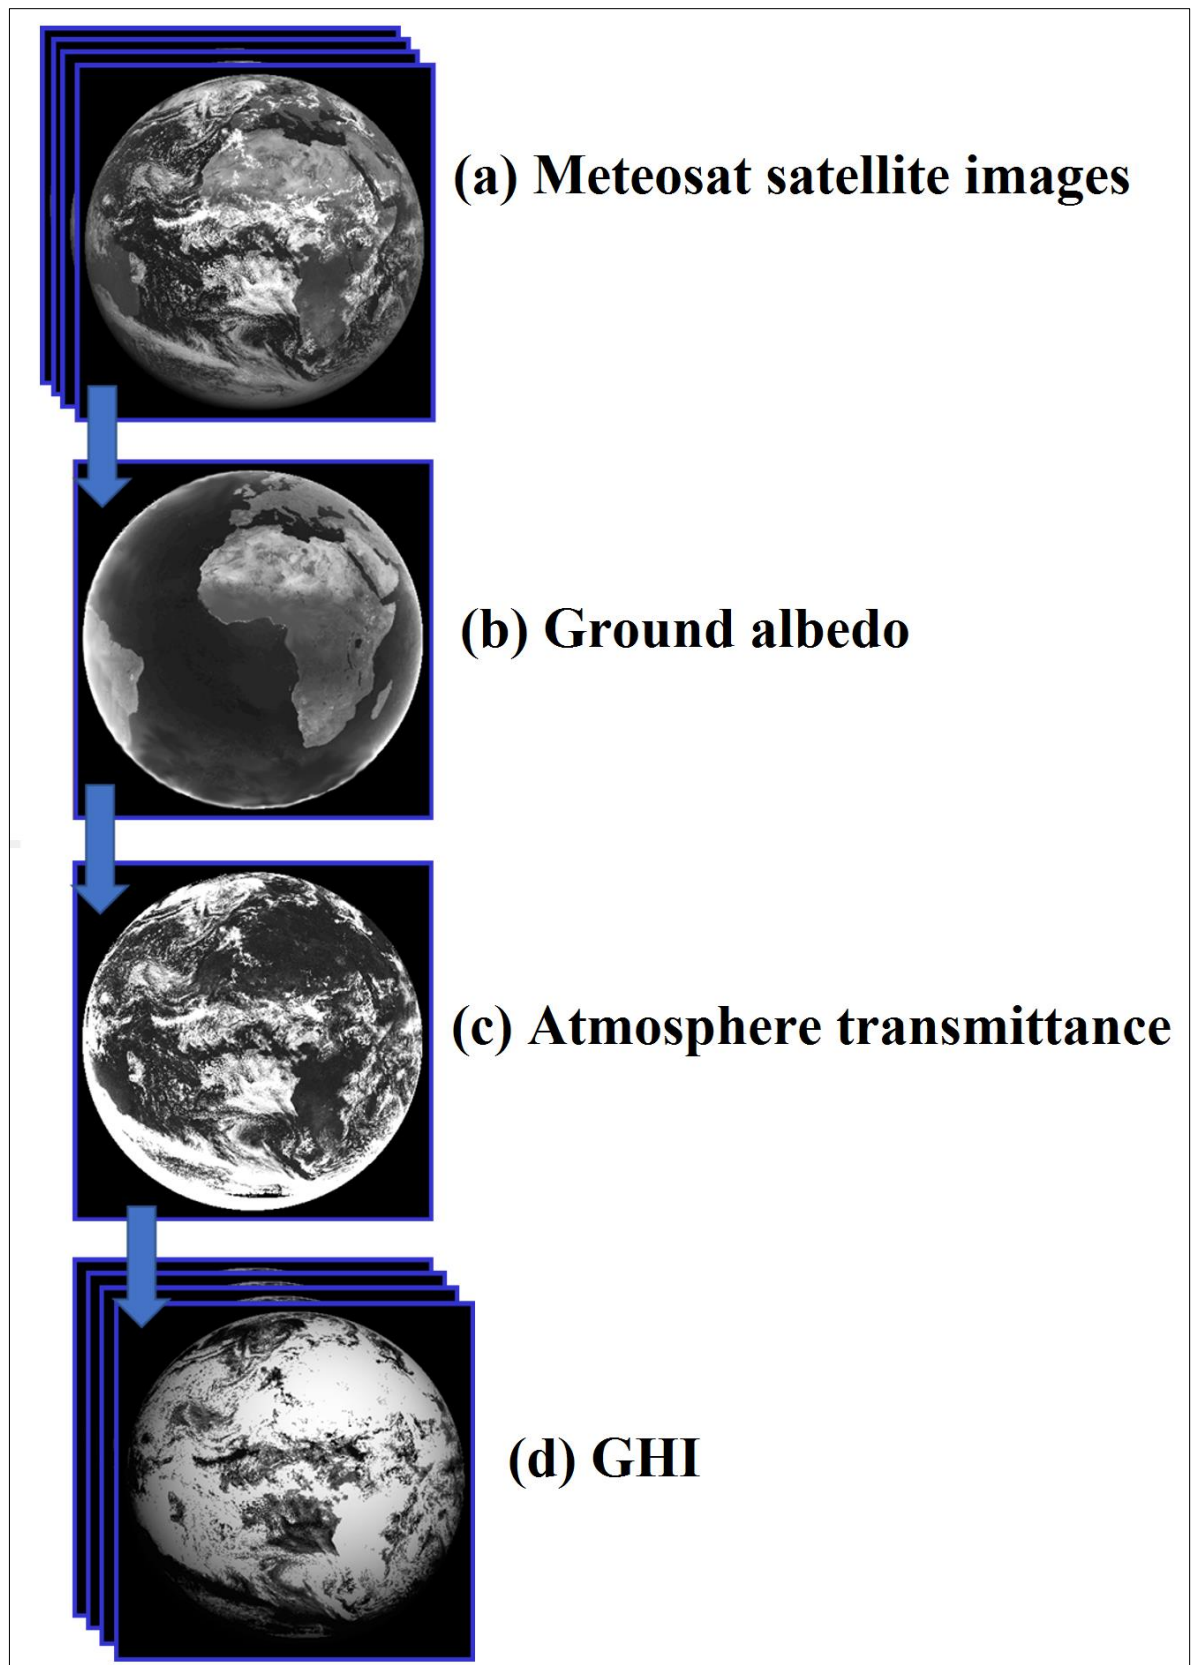 (a) Meteosat satellite images
(b) Ground albedo
(c) Atmosphere transmittance
(d) GHI